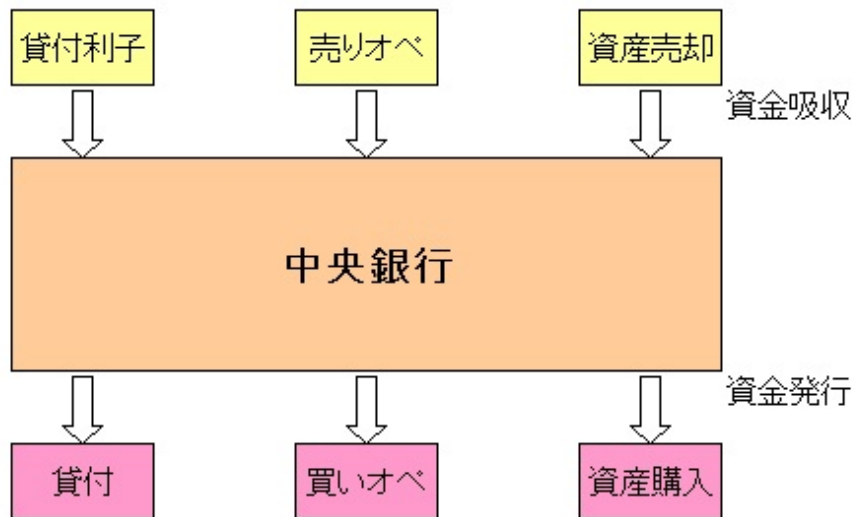 貸付利子
売りオペ
資産売却
資金吸収
中央銀行
資金発行
貸付
買いオペ
資産購入